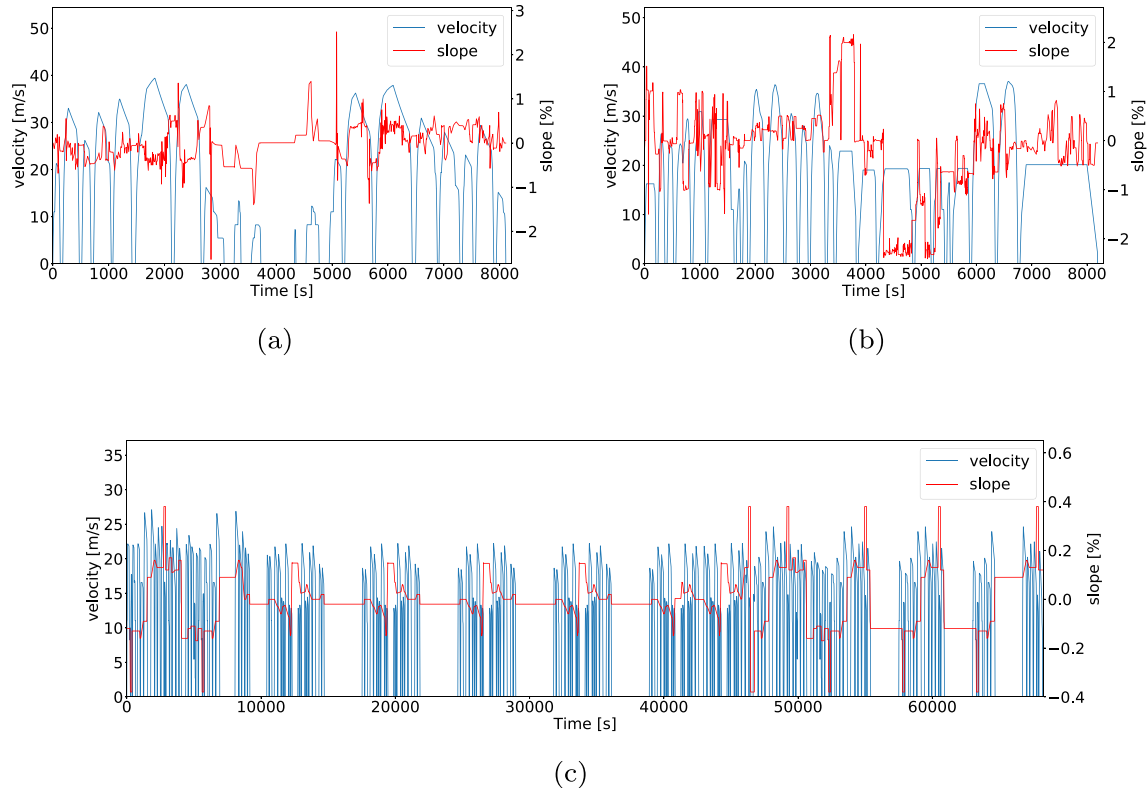 velocity
slope
velocity [m/s]
50
40
30
20
10
0
3
2
1
0
−1
−2
slope [%]
0 1000 2000 3000 4000 5000 6000 7000 8000
Time [s]
(a)
velocity
slope
velocity [m/s]
50
40
30
20
10
0
2
1
0
−1
−2
slope [%]
0 1000 2000 3000 4000 5000 6000 7000 8000
Time [s]
(b)
velocity
slope
velocity [m/s]
35
30
25
20
15
10
5
0
0.6
0.4
0.2
0.0
−0.2
−0.4
slope [%]
0 10000 20000 30000 40000 50000 60000
Time [s]
(c)